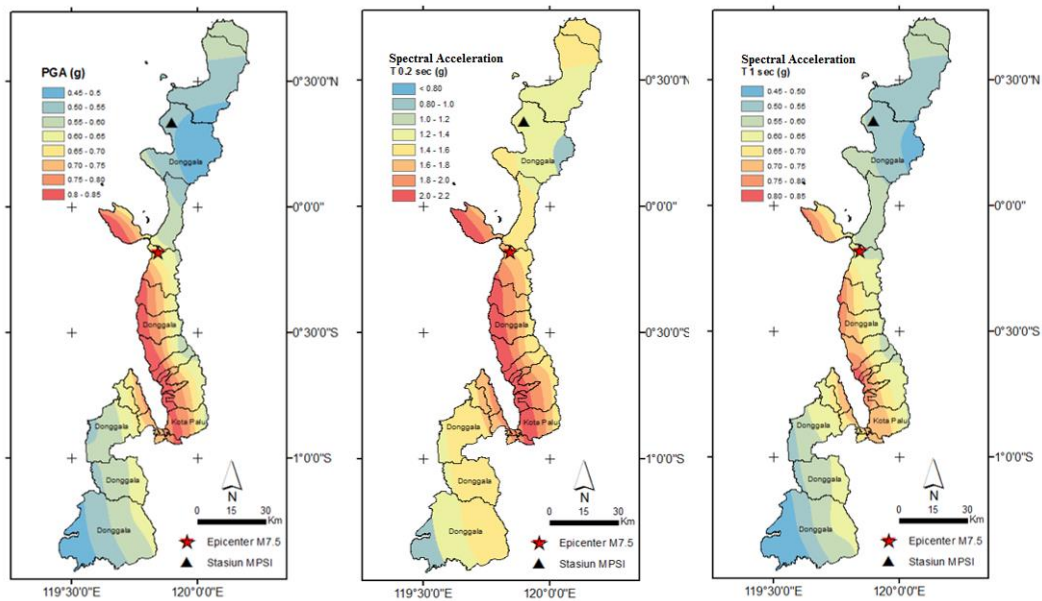 PGA (g)
0.45 - 0.5
0.50 - 0.55
0.55 - 0.60
0.60 - 0.65
0.65 - 0.70
0.70 - 0.75
0.75 - 0.80
0.8 - 0.85
Donggala
Donggala
Donggala
Kota Palu
Donggala
Donggala
N
0 15 30
Km
Epicenter M7.5
Stasiun MPSI
119°30'0"E
120°0'0"E
0°30'0"N
0°0'0"
0°30'0"S
1°0'0"S
Spectral Acceleration
T 0.2 sec (g)
< 0.80
0.80 - 1.0
1.0 - 1.2
1.2 - 1.4
1.4 - 1.6
1.6 - 1.8
1.8 - 2.0
2.0 - 2.2
Donggala
Donggala
Donggala
Kota Palu
Donggala
Donggala
N
0 15 30
Km
Epicenter M7.5
Stasiun MPSI
119°30'0"E
120°0'0"E
0°30'0"N
0°0'0"
0°30'0"S
1°0'0"S
Spectral Acceleration
T 1 sec (g)
0.45 - 0.50
0.50 - 0.55
0.55 - 0.60
0.60 - 0.65
0.65 - 0.70
0.70 - 0.75
0.75 - 0.80
0.80 - 0.85
Donggala
Donggala
Donggala
Kota Palu
Donggala
Donggala
N
0 15 30
Km
Epicenter M7.5
Stasiun MPSI
119°30'0"E
120°0'0"E
0°30'0"N
0°0'0"
0°30'0"S
1°0'0"S